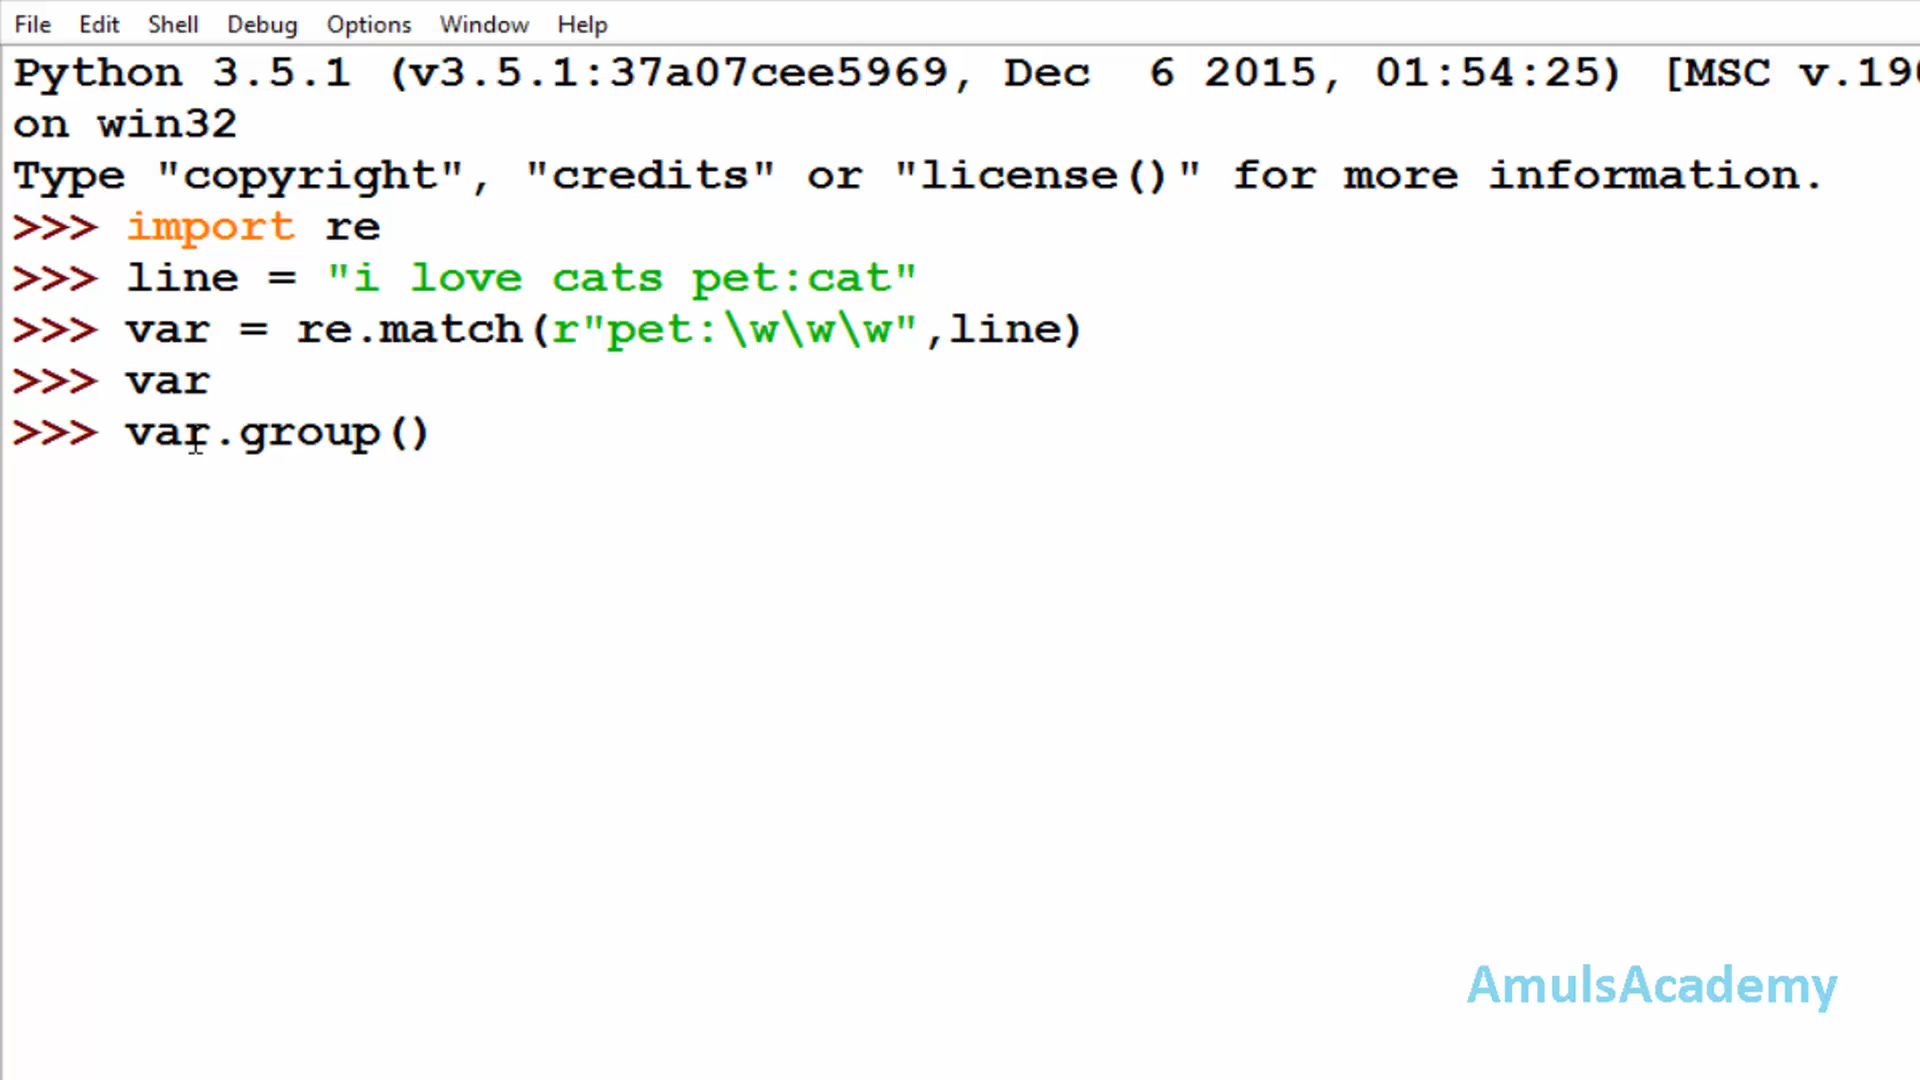 File Edit Shell Debug Options Window Help
Python 3.5.1 (v3.5.1:37a07cee5969, Dec  6 2015, 01:54:25) [MSC v.190
on win32
Type "copyright", "credits" or "license()" for more information.
>>> import re
>>> line = "i love cats pet:cat"
>>> var = re.match(r"pet:\w\w\w",line)
>>> var
>>> var.group()
AmulsAcademy